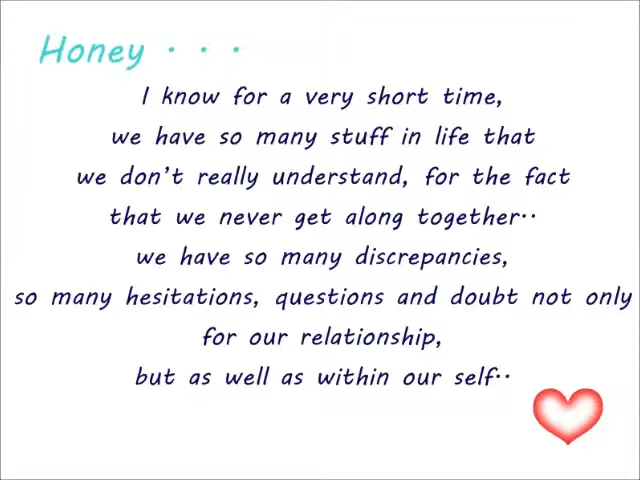 Honey . . .
I know for a very short time,
we have so many stuff in life that
we don't really understand, for the fact
that we never get along together..
we have so many discrepancies,
so many hesitations, questions and doubt not only
for our relationship,
but as well as within our self..